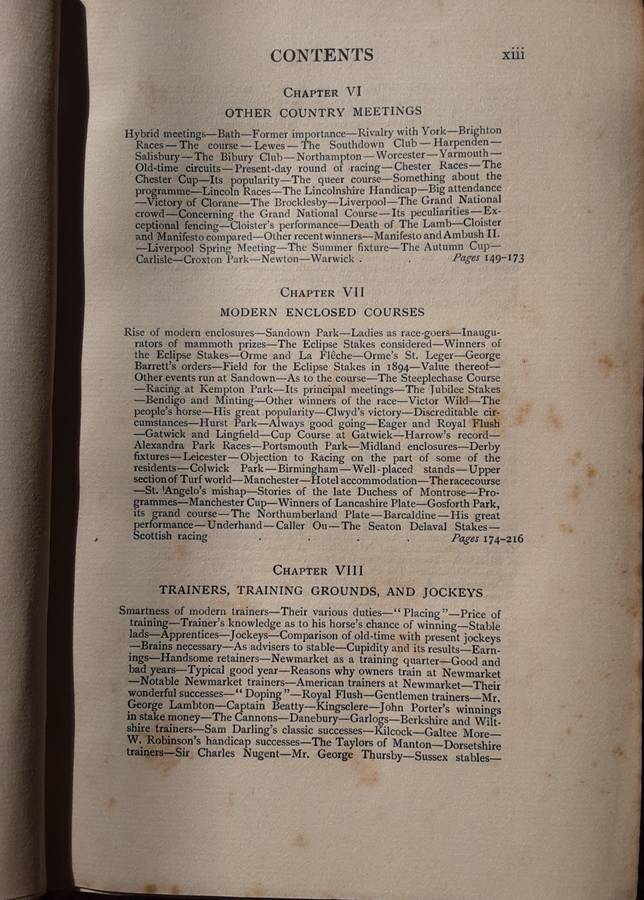 CONTENTS xiii
CHAPTER VI
OTHER COUNTRY MEETINGS
Hybrid meetings—Bath—Former importance—Rivalry with York—Brighton
Races—The course—Lewes—The Southdown Club—Harpenden—
Salisbury—The Bibury Club—Northampton—Worcester—Yarmouth—
Old-time circuits—Present-day round of racing—Chester Races—The
Chester Cup—Its popularity—The queer course—Something about the
programme—Lincoln Races—The Lincolnshire Handicap—Big attendance
—Victory of Clorane—The Brocklesby—Liverpool—The Grand National
crowd—Concerning the Grand National Course—Its peculiarities—Ex-
ceptional fencing—Cloister's performance—Death of The Lamb—Cloister
and Manifesto compared—Other recent winners—Manifesto and Ambush II.
—Liverpool Spring Meeting—The Summer fixture—The Autumn Cup—
Carlisle—Croxton Park—Newton—Warwick . . Pages 149-173
CHAPTER VII
MODERN ENCLOSED COURSES
Rise of modern enclosures—Sandown Park—Ladies as race-goers—Inaugu-
rators of mammoth prizes—The Eclipse Stakes considered—Winners of
the Eclipse Stakes—Orme and La Flêche—Orme's St. Leger—George
Barrett's orders—Field for the Eclipse Stakes in 1894—Value thereof—
Other events run at Sandown—As to the course—The Steeplechase Course
—Racing at Kempton Park—Its principal meetings—The Jubilee Stakes
—Bendigo and Minting—Other winners of the race—Victor Wild—The
people's horse—His great popularity—Clwyd's victory—Discreditable cir-
cumstances—Hurst Park—Always good going—Eager and Royal Flush
—Gatwick and Lingfield—Cup Course at Gatwick—Harrow's record—
Alexandra Park Races—Portsmouth Park—Midland enclosures—Derby
fixtures—Leicester—Objection to Racing on the part of some of the
residents—Colwick Park—Birmingham—Well-placed stands—Upper
section of Turf world—Manchester—Hotel accommodation—The racecourse
—St. Angelo's mishap—Stories of the late Duchess of Montrose—Pro-
grammes—Manchester Cup—Winners of Lancashire Plate—Gosforth Park,
its grand course—The Northumberland Plate—Barcaldine—His great
performance—Underhand—Caller Ou—The Seaton Delaval Stakes—
Scottish racing . . . . Pages 174-216
CHAPTER VIII
TRAINERS, TRAINING GROUNDS, AND JOCKEYS
Smartness of modern trainers—Their various duties—"Placing"—Price of
training—Trainer's knowledge as to his horse's chance of winning—Stable
lads—Apprentices—Jockeys—Comparison of old-time with present jockeys
—Brains necessary—As advisers to stable—Cupidity and its results—Earn-
ings—Handsome retainers—Newmarket as a training quarter—Good and
bad years—Typical good year—Reasons why owners train at Newmarket
—Notable Newmarket trainers—American trainers at Newmarket—Their
wonderful successes—"Doping"—Royal Flush—Gentlemen trainers—Mr.
George Lambton—Captain Beatty—Kingsclere—John Porter's winnings
in stake money—The Cannons—Danebury—Garlogs—Berkshire and Wilt-
shire trainers—Sam Darling's classic successes—Kilcock—Galtee More—
W. Robinson's handicap successes—The Taylors of Manton—Dorsetshire
trainers—Sir Charles Nugent—Mr. George Thursby—Sussex stables—